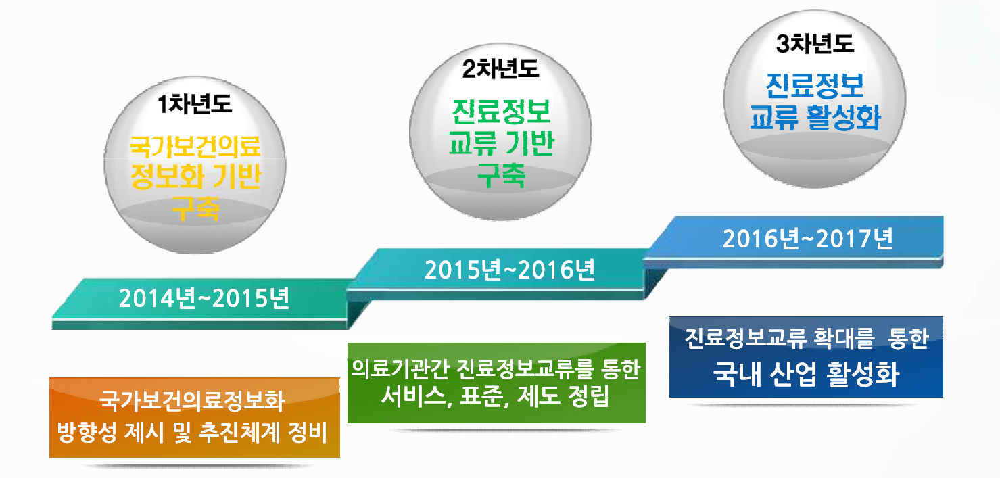 1차년도
국가보건의료
정보화 기반
구축
2014년~2015년
국가보건의료정보화
방향성 제시 및 추진체계 정비
2차년도
진료정보
교류 기반
구축
2015년~2016년
의료기관간 진료정보교류를 통한
서비스, 표준, 제도 정립
3차년도
진료정보
교류 활성화
2016년~2017년
진료정보교류 확대를 통한
국내 산업 활성화